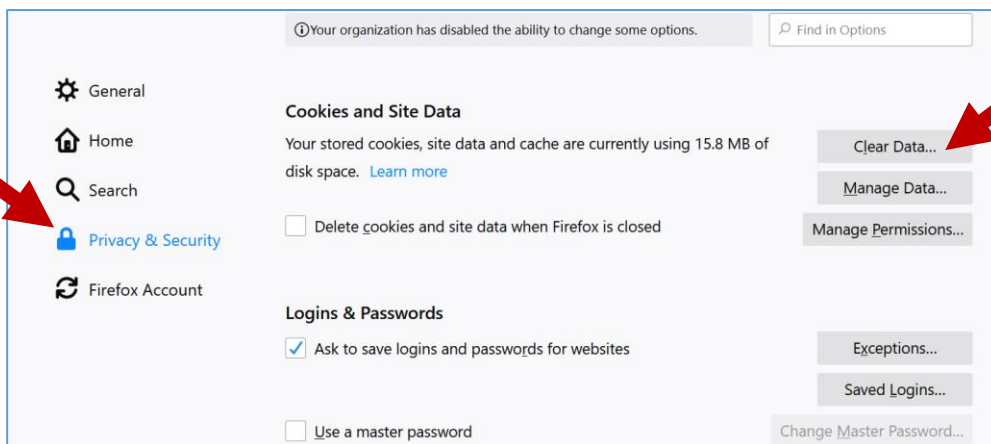 ⓘYour organization has disabled the ability to change some options.
Find in Options
General
Home
Search
Privacy & Security
Firefox Account
Cookies and Site Data
Your stored cookies, site data and cache are currently using 15.8 MB of
disk space. Learn more
Clear Data...
Manage Data...
Delete cookies and site data when Firefox is closed
Manage Permissions...
Logins & Passwords
Ask to save logins and passwords for websites
Exceptions...
Saved Logins...
Use a master password
Change Master Password...